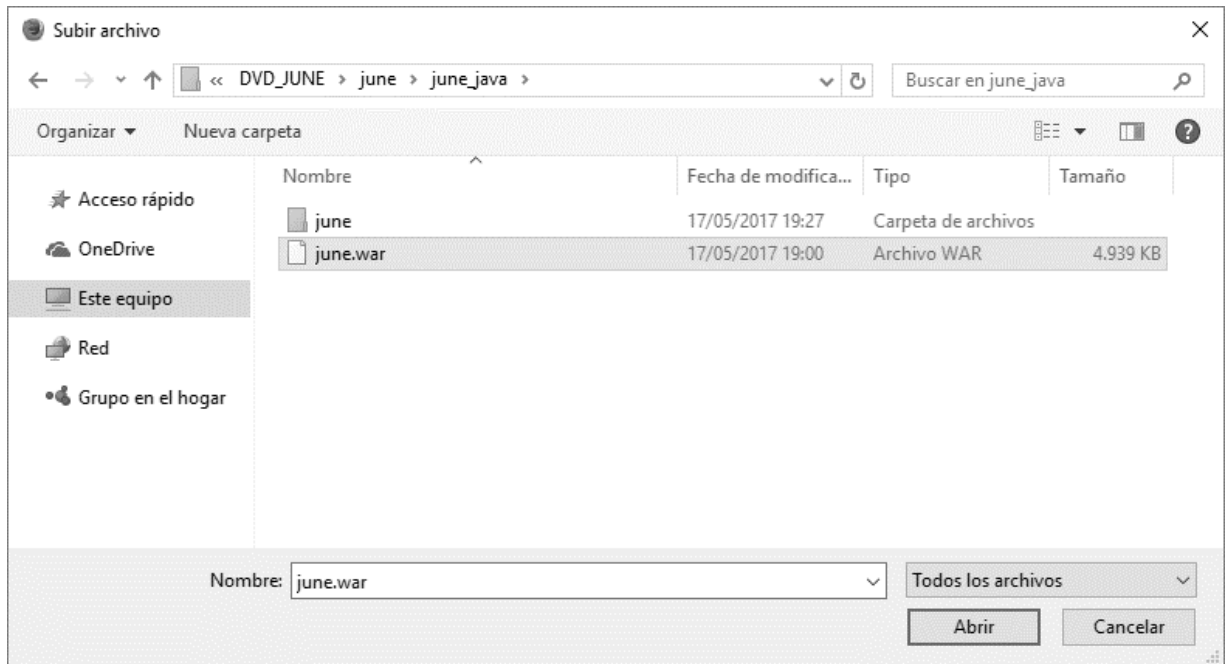 Subir archivo
« DVD_JUNE > june > june_java > Buscar en june_java
Organizar Nueva carpeta
Nombre Fecha de modifica... Tipo Tamaño
Acceso rápido
june 17/05/2017 19:27 Carpeta de archivos
OneDrive
june.war 17/05/2017 19:00 Archivo WAR 4.939 KB
Este equipo
Red
Grupo en el hogar
Nombre: june.war Todos los archivos
Abrir Cancelar